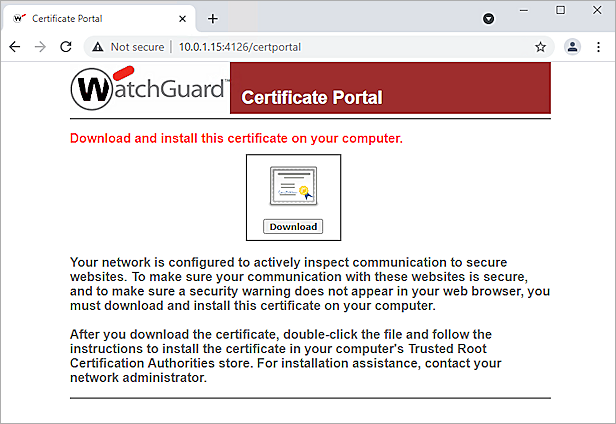 Certificate Portal
Not secure 10.0.1.15:4126/certportal
WatchGuard™ Certificate Portal
Download and install this certificate on your computer.
Download
Your network is configured to actively inspect communication to secure
websites. To make sure your communication with these websites is secure,
and to make sure a security warning does not appear in your web browser, you
must download and install this certificate on your computer.
After you download the certificate, double-click the file and follow the
instructions to install the certificate in your computer's Trusted Root
Certification Authorities store. For installation assistance, contact your
network administrator.